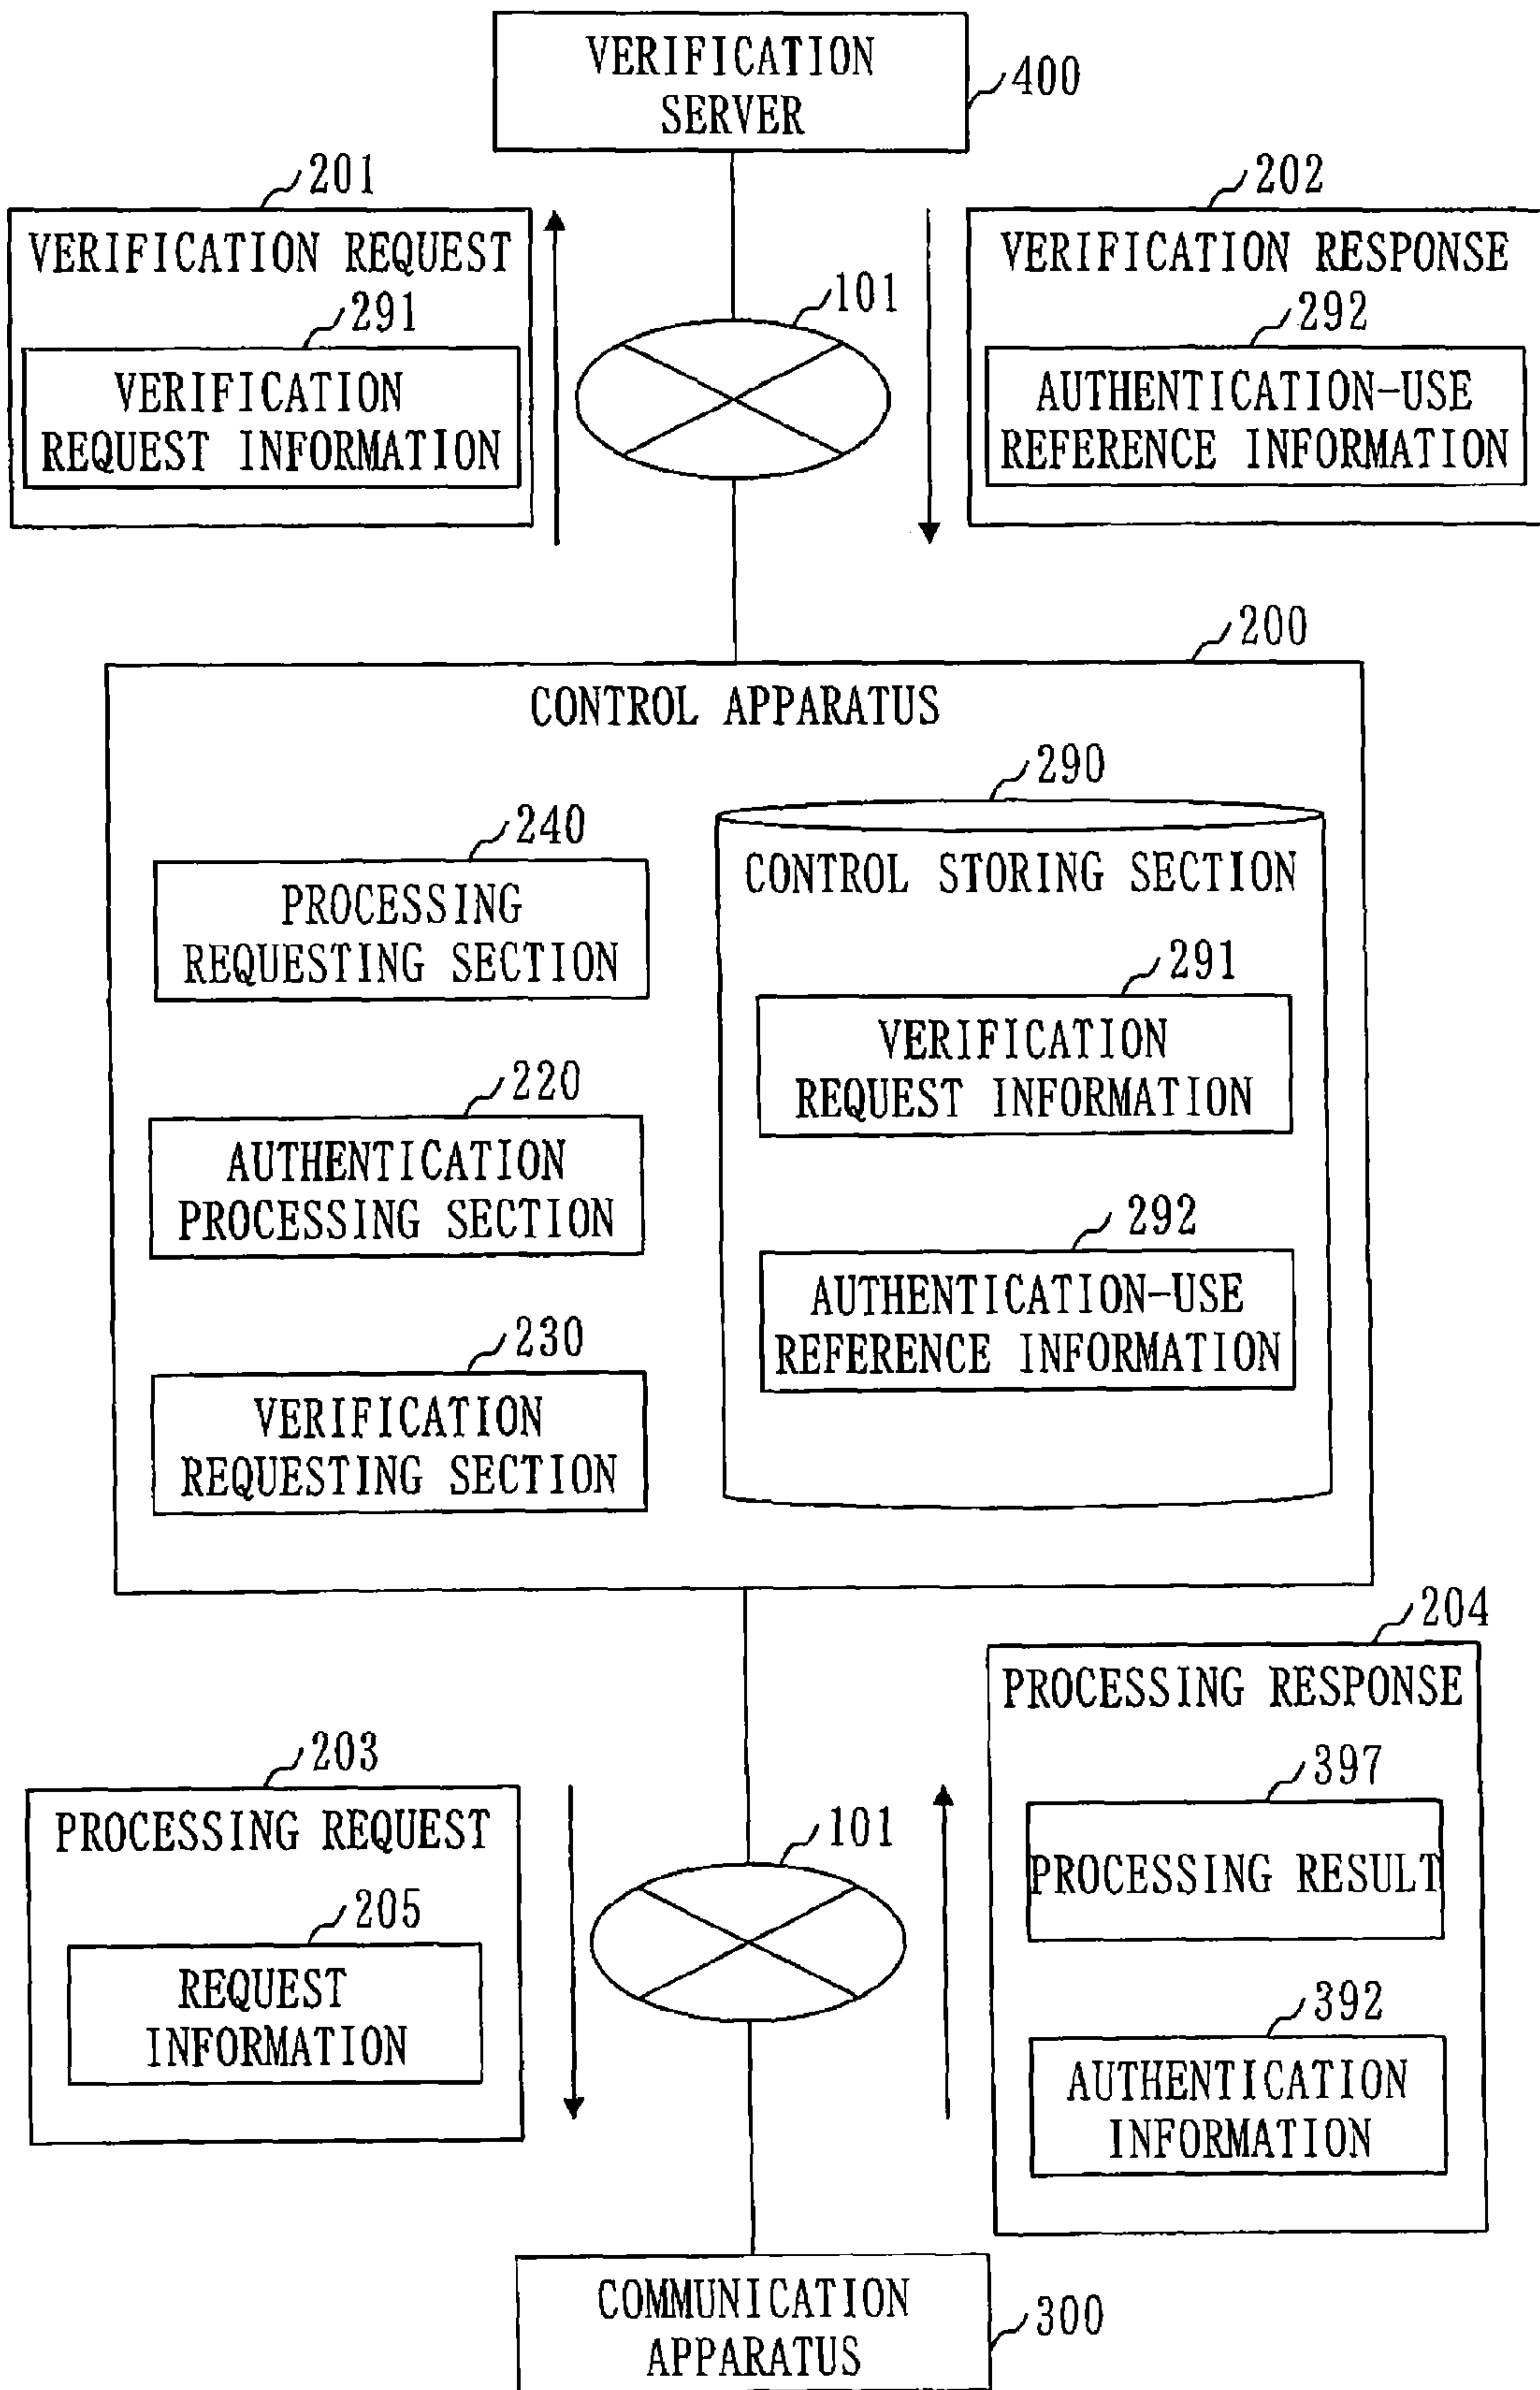 VERIFICATION
SERVER
400
201
202
VERIFICATION REQUEST
VERIFICATION RESPONSE
101
291
292
VERIFICATION
REQUEST INFORMATION
AUTHENTICATION-USE
REFERENCE INFORMATION
200
CONTROL APPARATUS
290
240
CONTROL STORING SECTION
PROCESSING
REQUESTING SECTION
291
VERIFICATION
REQUEST INFORMATION
220
AUTHENTICATION
PROCESSING SECTION
292
AUTHENTICATION-USE
REFERENCE INFORMATION
230
VERIFICATION
REQUESTING SECTION
204
PROCESSING RESPONSE
203
397
PROCESSING REQUEST
101
PROCESSING RESULT
205
REQUEST
INFORMATION
392
AUTHENTICATION
INFORMATION
COMMUNICATION
APPARATUS
300